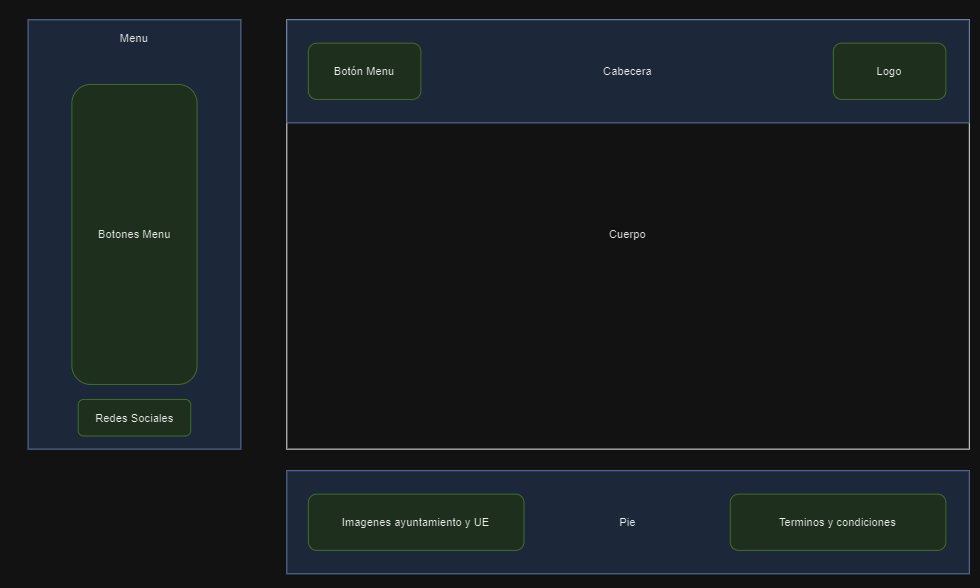 Menu
Botones Menu
Redes Sociales
Botón Menu
Cabecera
Logo
Cuerpo
Imagenes ayuntamiento y UE
Pie
Terminos y condiciones